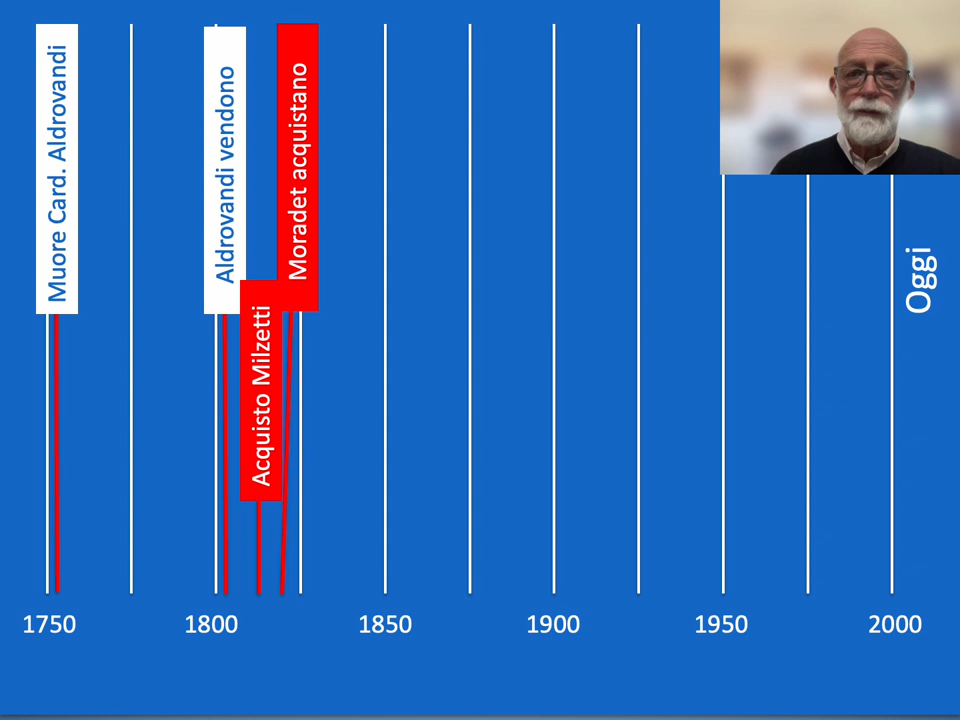 Muore Card. Aldrovandi
Aldrovandi vendono
Acquisto Milzetti
Moradet acquistano
Oggi
1750
1800
1850
1900
1950
2000